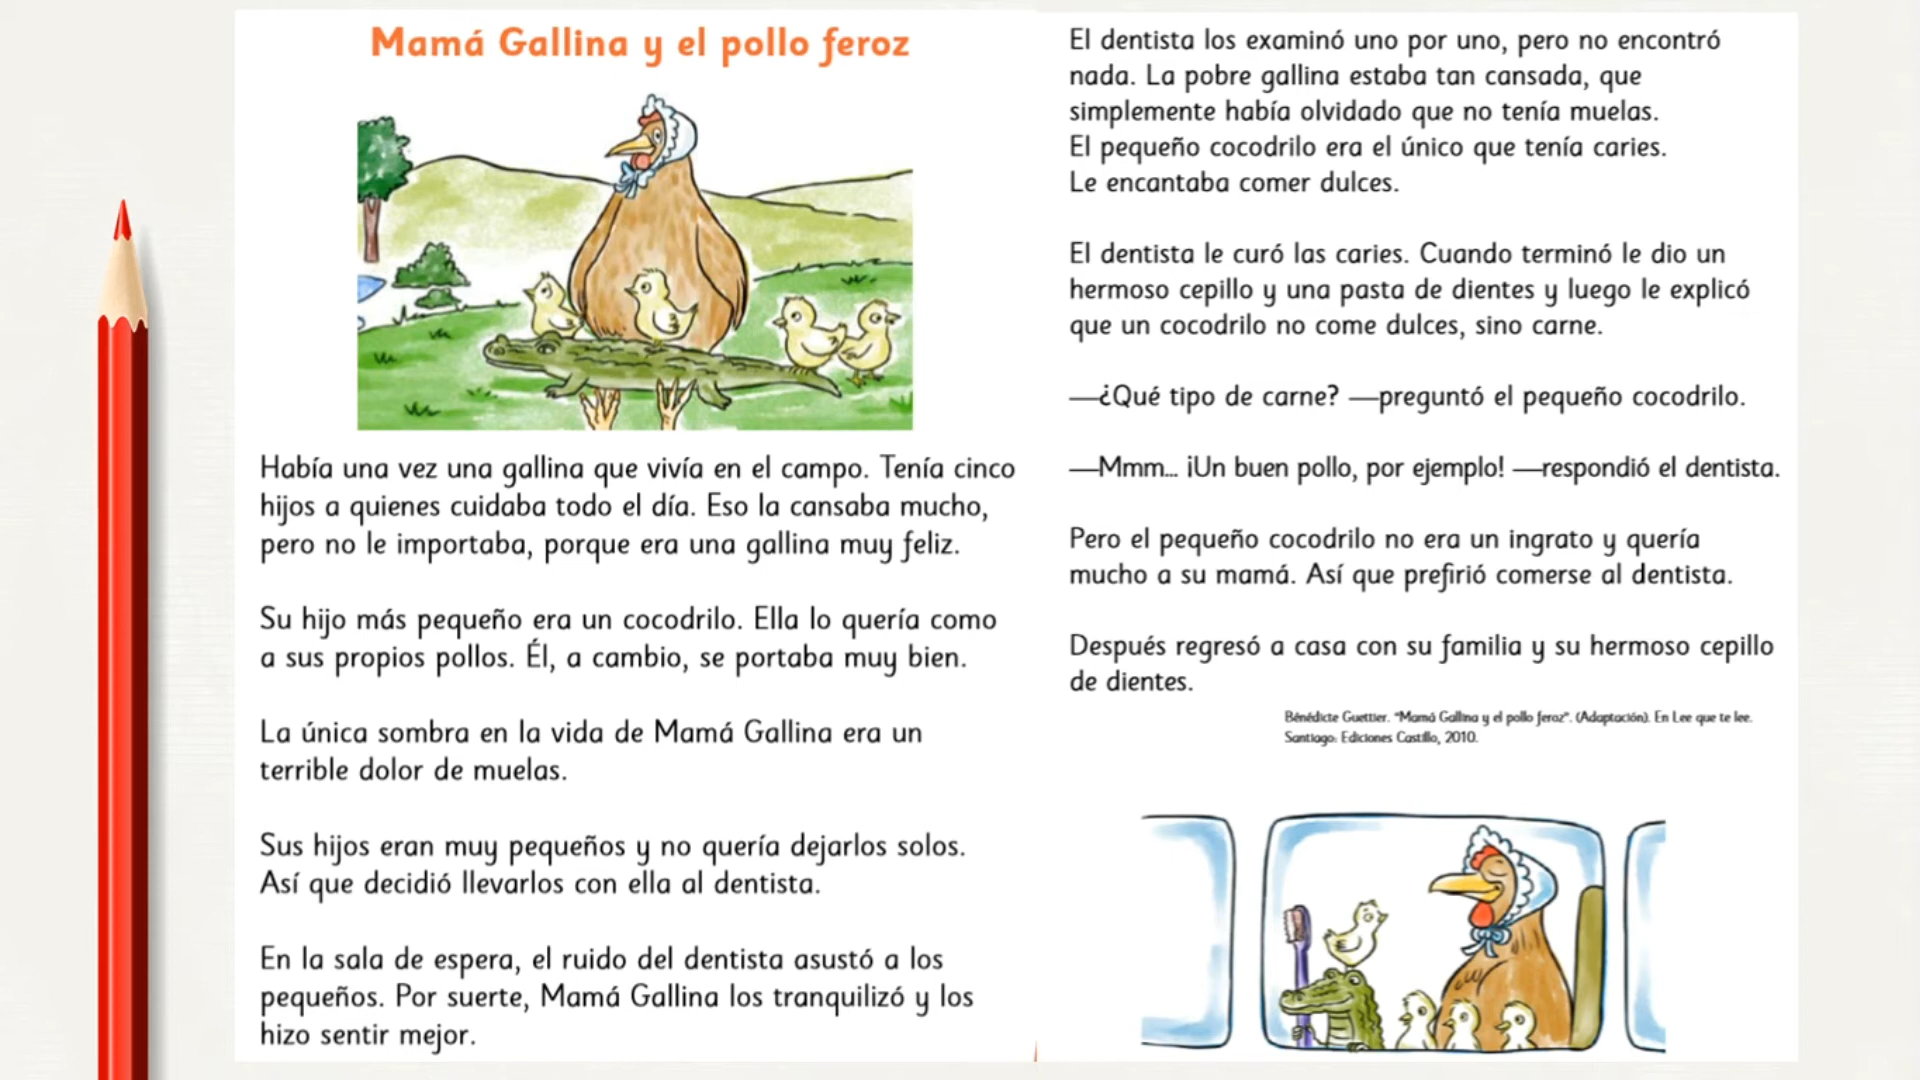 Mamá Gallina y el pollo feroz
Había una vez una gallina que vivía en el campo. Tenía cinco
hijos a quienes cuidaba todo el día. Eso la cansaba mucho,
pero no le importaba, porque era una gallina muy feliz.
Su hijo más pequeño era un cocodrilo. Ella lo quería como
a sus propios pollos. Él, a cambio, se portaba muy bien.
La única sombra en la vida de Mamá Gallina era un
terrible dolor de muelas.
Sus hijos eran muy pequeños y no quería dejarlos solos.
Así que decidió llevarlos con ella al dentista.
En la sala de espera, el ruido del dentista asustó a los
pequeños. Por suerte, Mamá Gallina los tranquilizó y los
hizo sentir mejor.
El dentista los examinó uno por uno, pero no encontró
nada. La pobre gallina estaba tan cansada, que
simplemente había olvidado que no tenía muelas.
El pequeño cocodrilo era el único que tenía caries.
Le encantaba comer dulces.
El dentista le curó las caries. Cuando terminó le dio un
hermoso cepillo y una pasta de dientes y luego le explicó
que un cocodrilo no come dulces, sino carne.
—¿Qué tipo de carne? —preguntó el pequeño cocodrilo.
—Mmm... ¡Un buen pollo, por ejemplo! —respondió el dentista.
Pero el pequeño cocodrilo no era un ingrato y quería
mucho a su mamá. Así que prefirió comerse al dentista.
Después regresó a casa con su familia y su hermoso cepillo
de dientes.
Bénédicte Guettier. "Mamá Gallina y el pollo feroz". (Adaptación). En Lee que te lee.
Santiago: Ediciones Castillo, 2010.